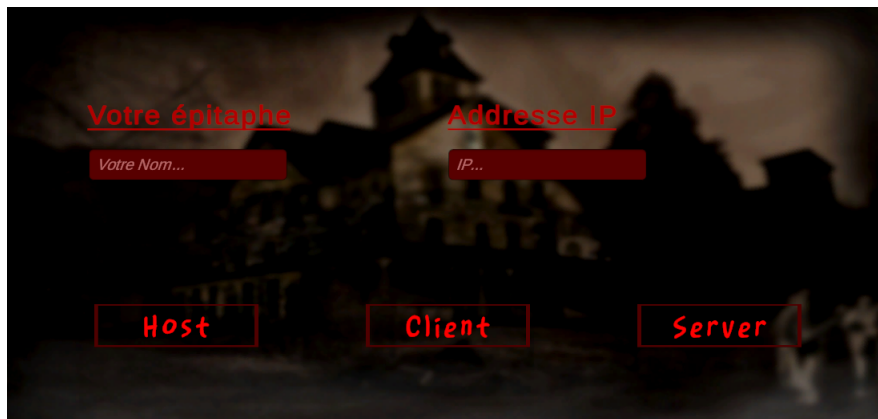 Votre épitaphe
Addresse IP
Votre Nom...
IP...
Host
Client
Server